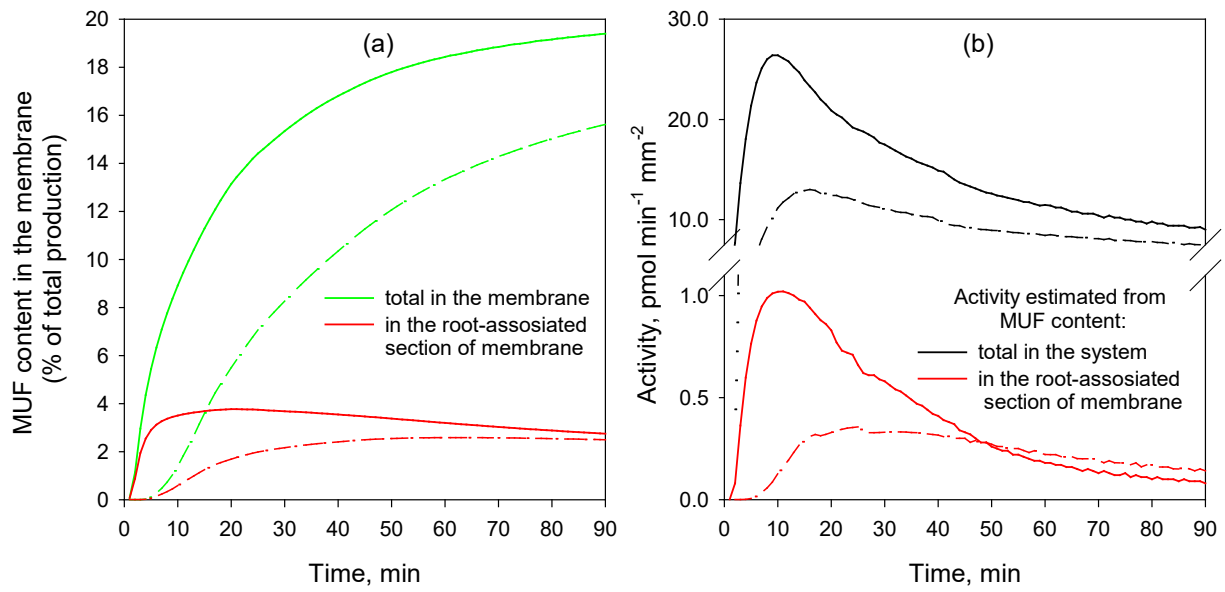 MUF content in the membrane
(% of total production)
20
18
16
14
12
10
8
6
4
2
0
(a)
total in the membrane
in the root-assosiated
section of membrane
0 10 20 30 40 50 60 70 80 90
Time, min
Activity, pmol min-1 mm-2
30.0
20.0
10.0
1.0
0.5
0.0
(b)
Activity estimated from
MUF content:
total in the system
in the root-assosiated
section of membrane
0 10 20 30 40 50 60 70 80 90
Time, min